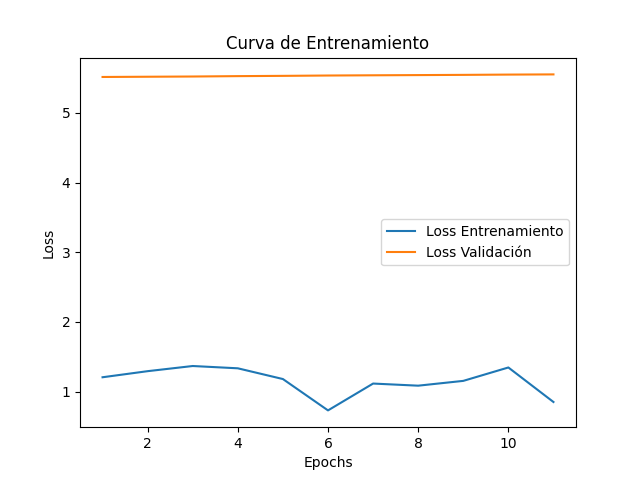 Curva de Entrenamiento
Loss
5
4
3
2
1
Loss Entrenamiento
Loss Validación
2
4
6
8
10
Epochs